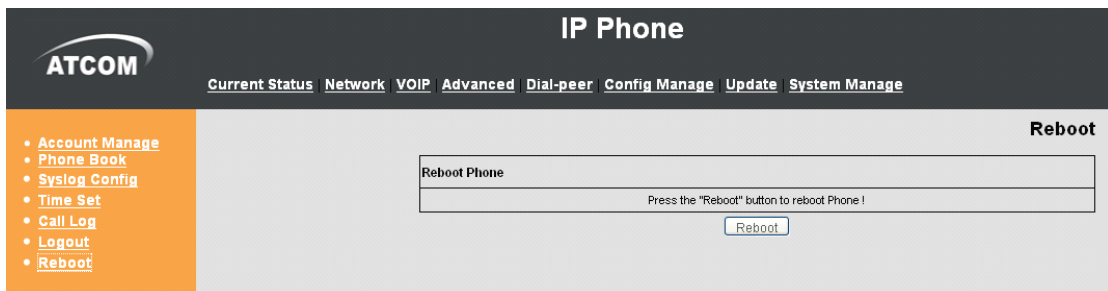 IP Phone
ATCOM
Current Status | Network | VOIP | Advanced | Dial-peer | Config Manage | Update | System Manage
Reboot
• Account Manage
• Phone Book
• Syslog Config
• Time Set
• Call Log
• Logout
• Reboot
Reboot Phone
Press the "Reboot" button to reboot Phone !
Reboot